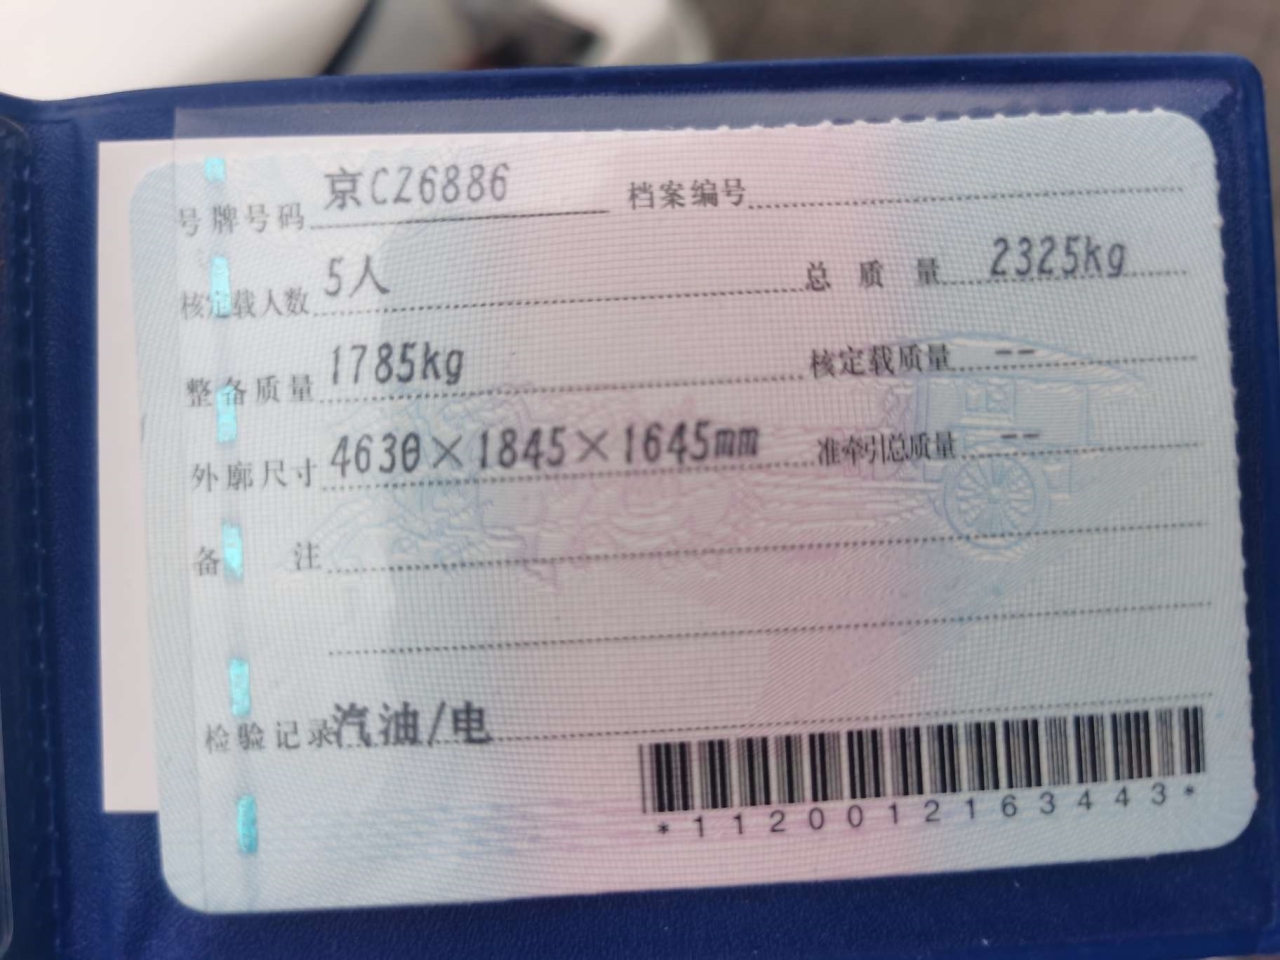 号牌号码 京CZ6886 档案编号
核定载人数 5人 总质量 2325kg
整备质量 1785kg 核定载质量 --
外廓尺寸 4630×1845×1645mm 准牵引总质量 --
备注
检验记录 汽油/电
*1120012163443*